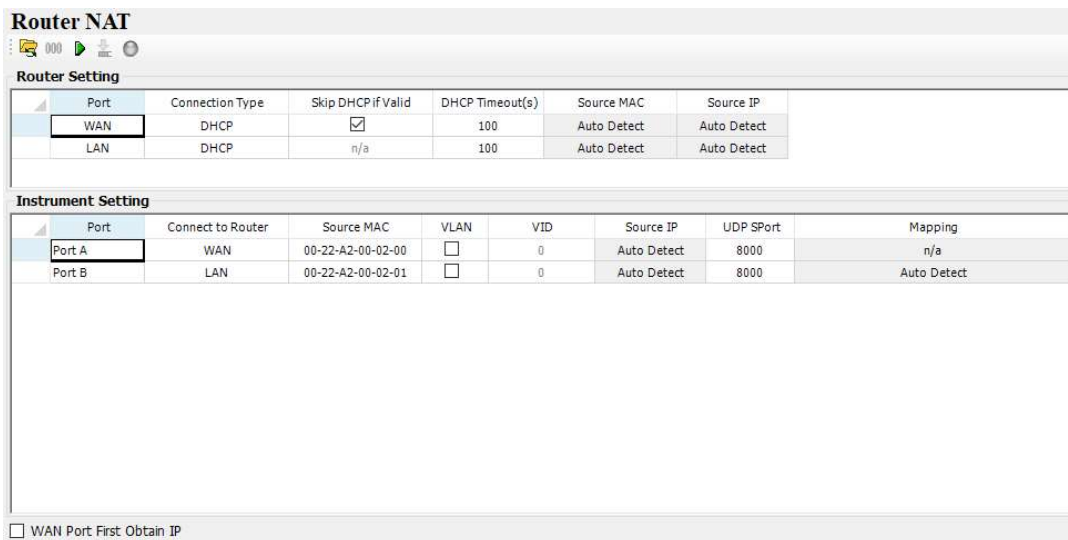 Router NAT
000
Router Setting
Port Connection Type Skip DHCP if Valid DHCP Timeout(s) Source MAC Source IP
WAN DHCP 100 Auto Detect Auto Detect
LAN DHCP n/a 100 Auto Detect Auto Detect
Instrument Setting
Port Connect to Router Source MAC VLAN VID Source IP UDP SPort Mapping
Port A WAN 00-22-A2-00-02-00 0 Auto Detect 8000 n/a
Port B LAN 00-22-A2-00-02-01 0 Auto Detect 8000 Auto Detect
WAN Port First Obtain IP